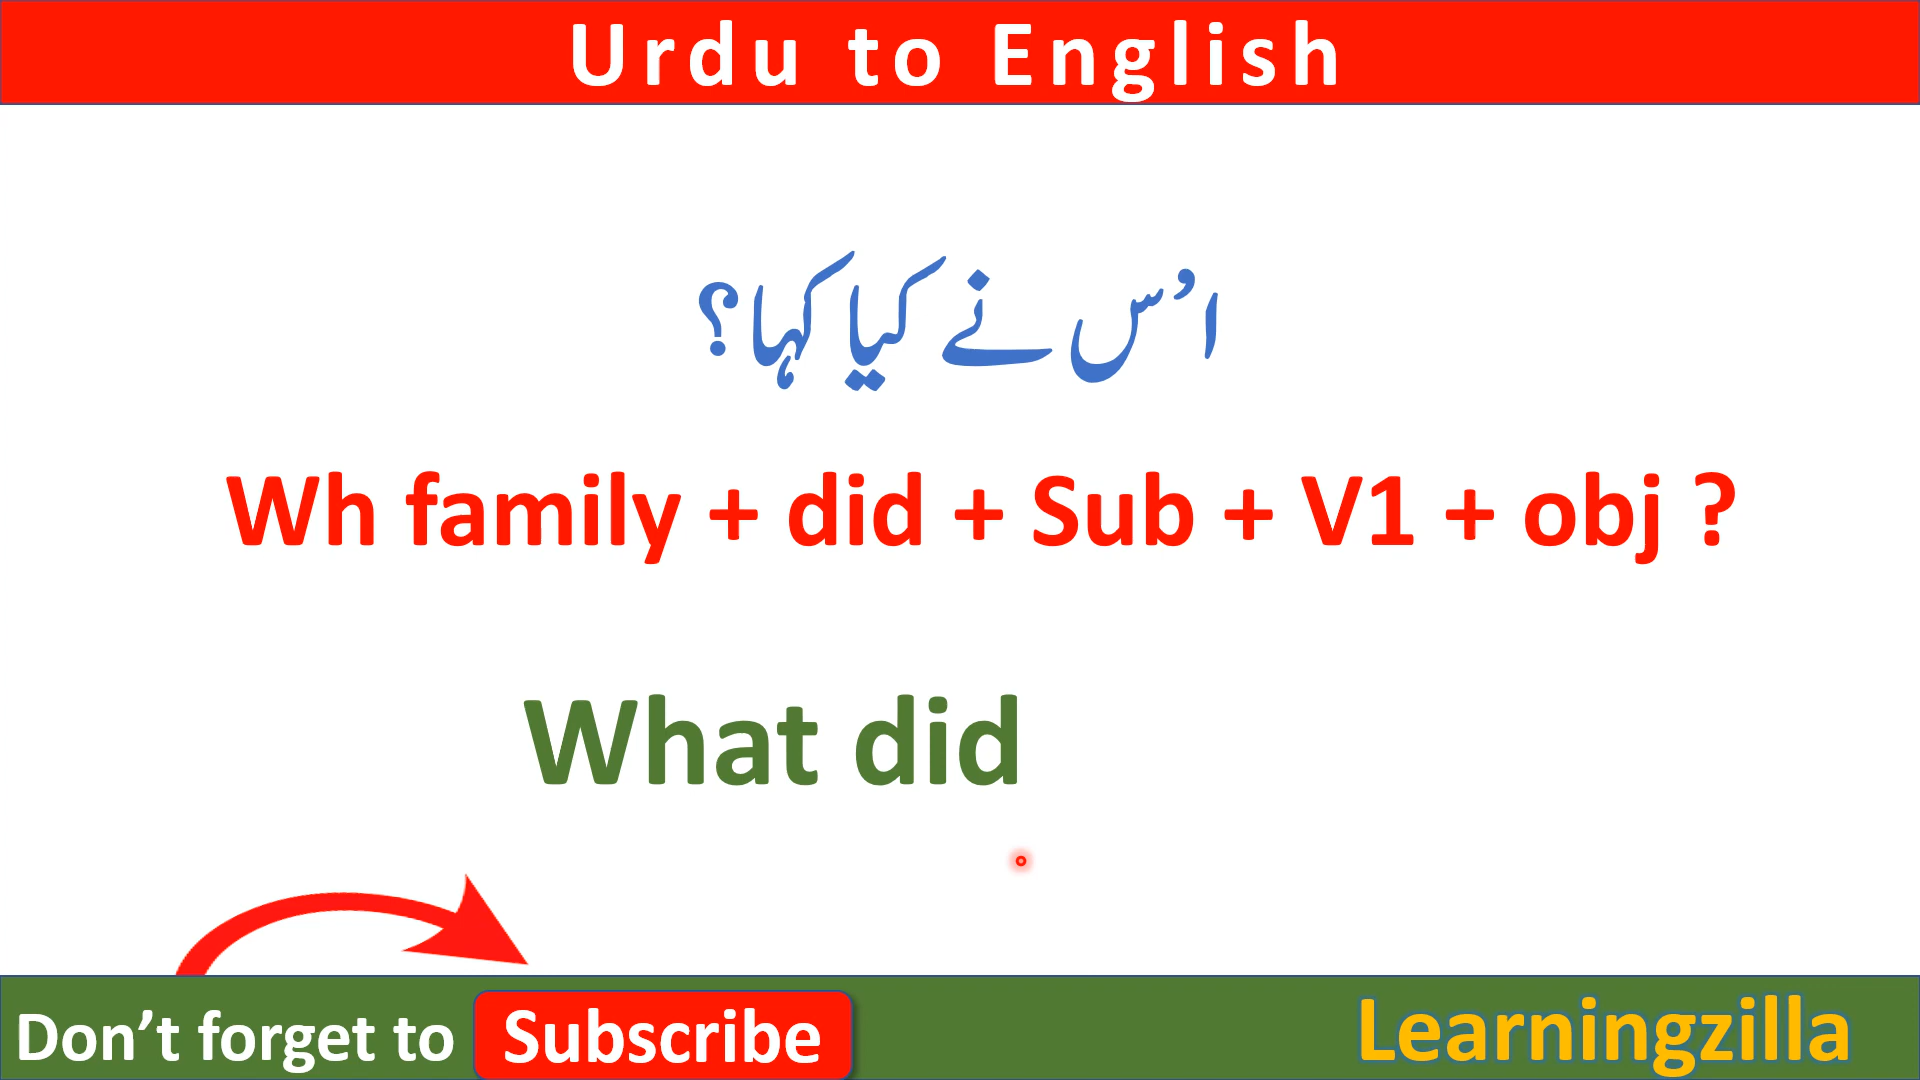 Urdu to English
اُس نے کیا کہا؟
Wh family + did + Sub + V1 + obj ?
What did
Don’t forget to Subscribe
Learningzilla